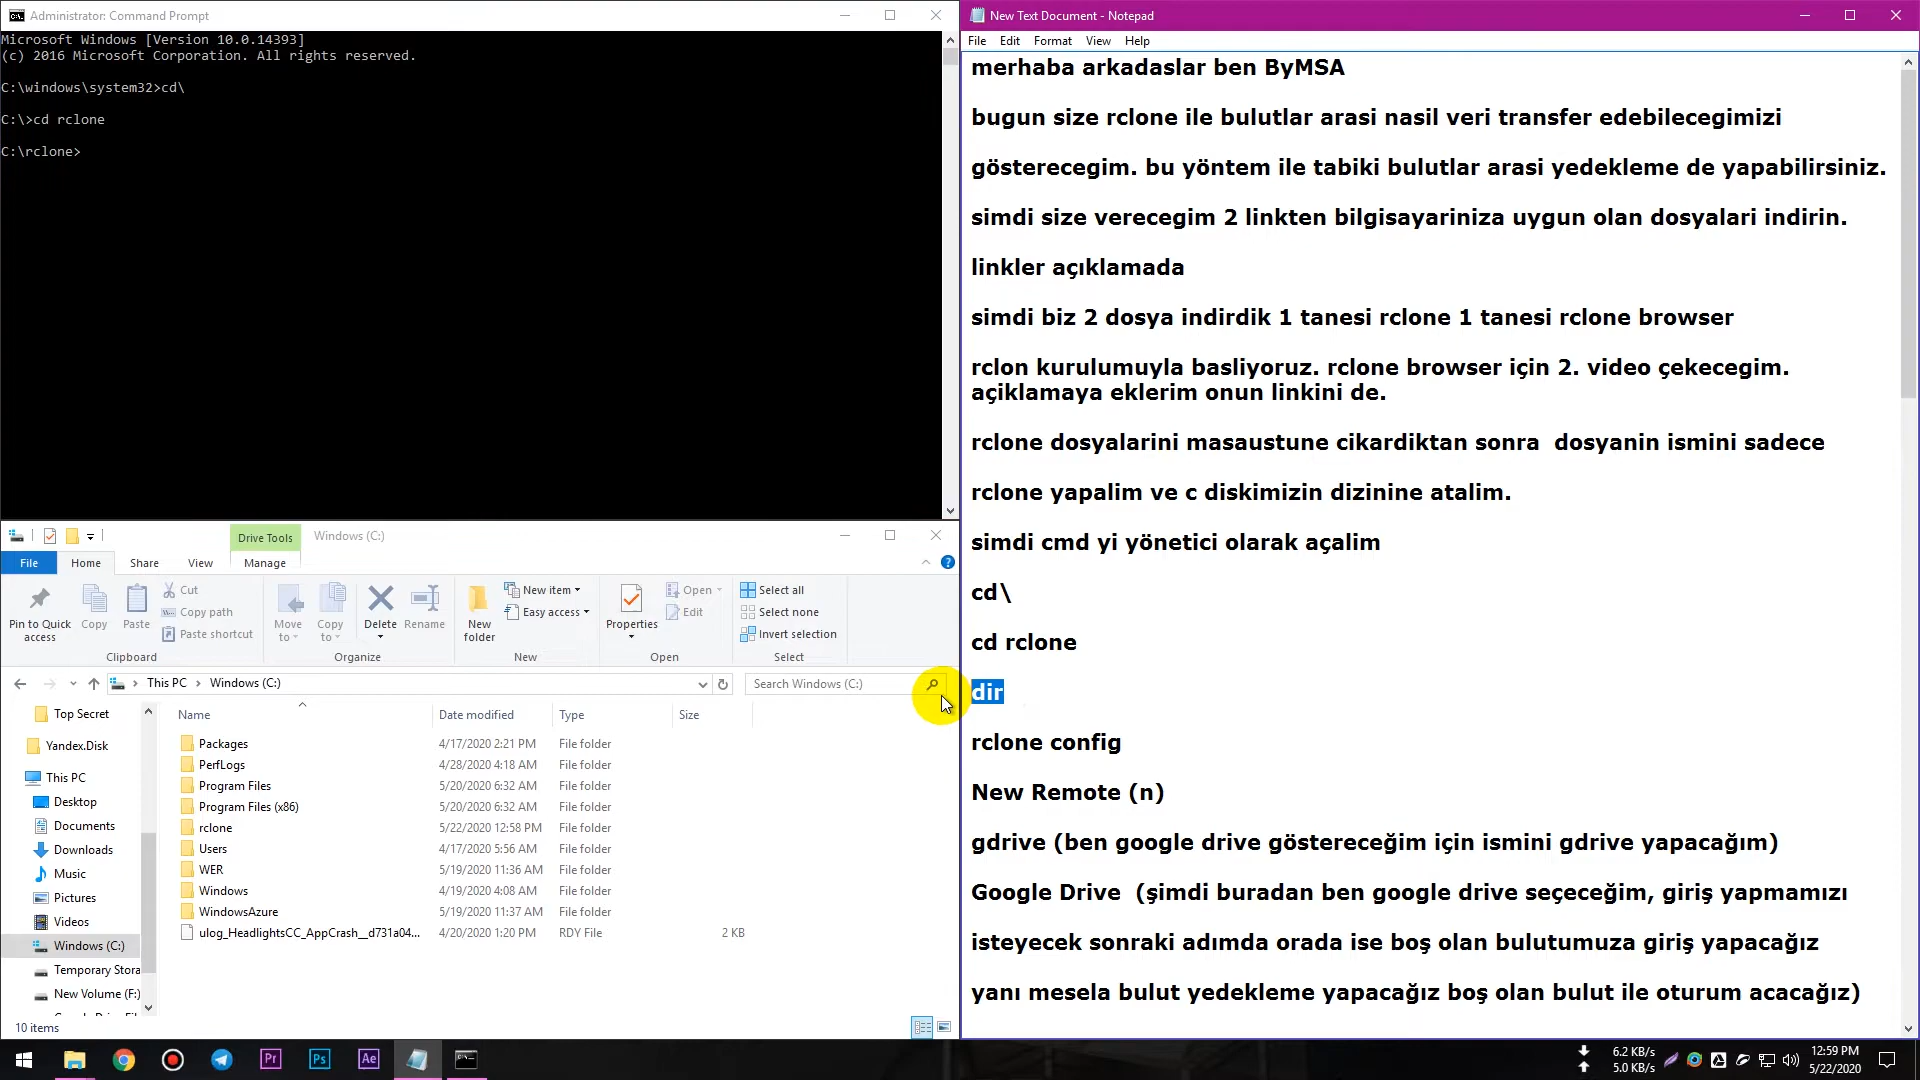 Administrator: Command Prompt
Microsoft Windows [Version 10.0.14393]
(c) 2016 Microsoft Corporation. All rights reserved.
C:\windows\system32>cd\
C:\>cd rclone
C:\rclone>
Drive Tools
Windows (C:)
File
Home
Share
View
Manage
Pin to Quick access
Copy
Paste
Cut
Copy path
Paste shortcut
Clipboard
Move to
Copy to
Delete
Rename
Organize
New folder
New item
Easy access
New
Properties
Open
Edit
Open
Select all
Select none
Invert selection
Select
This PC > Windows (C:)
Search Windows (C:)
Top Secret
Yandex.Disk
This PC
Desktop
Documents
Downloads
Music
Pictures
Videos
Windows (C:)
Temporary Stora
New Volume (F:)
Name Date modified Type Size
Packages 4/17/2020 2:21 PM File folder
PerfLogs 4/28/2020 4:18 AM File folder
Program Files 5/20/2020 6:32 AM File folder
Program Files (x86) 5/20/2020 6:32 AM File folder
rclone 5/22/2020 12:58 PM File folder
Users 4/17/2020 5:56 AM File folder
WER 5/19/2020 11:36 AM File folder
Windows 4/19/2020 4:08 AM File folder
WindowsAzure 5/19/2020 11:37 AM File folder
ulog_HeadlightsCC_AppCrash__d731a04... 4/20/2020 1:20 PM RDY File 2 KB
10 items
New Text Document - Notepad
File Edit Format View Help
merhaba arkadaslar ben ByMSA
bugun size rclone ile bulutlar arasi nasil veri transfer edebilecegimizi
gösterecegim. bu yöntem ile tabiki bulutlar arasi yedekleme de yapabilirsiniz.
simdi size verecegim 2 linkten bilgisayariniza uygun olan dosyalari indirin.
linkler açıklamada
simdi biz 2 dosya indirdik 1 tanesi rclone 1 tanesi rclone browser
rclon kurulumuyla basliyoruz. rclone browser için 2. video çekecegim.
açiklamaya eklerim onun linkini de.
rclone dosyalarini masaustune cikardiktan sonra  dosyanin ismini sadece
rclone yapalim ve c diskimizin dizinine atalim.
simdi cmd yi yönetici olarak açalim
cd\
cd rclone
dir
rclone config
New Remote (n)
gdrive (ben google drive göstereceğim için ismini gdrive yapacağım)
Google Drive  (şimdi buradan ben google drive seçeceğim, giriş yapmamızı
isteyecek sonraki adımda orada ise boş olan bulutumuza giriş yapacağız
yanı mesela bulut yedekleme yapacağız boş olan bulut ile oturum acacağız)
Pr
Ps
Ae
6.2 KB/s
5.0 KB/s
12:59 PM
5/22/2020